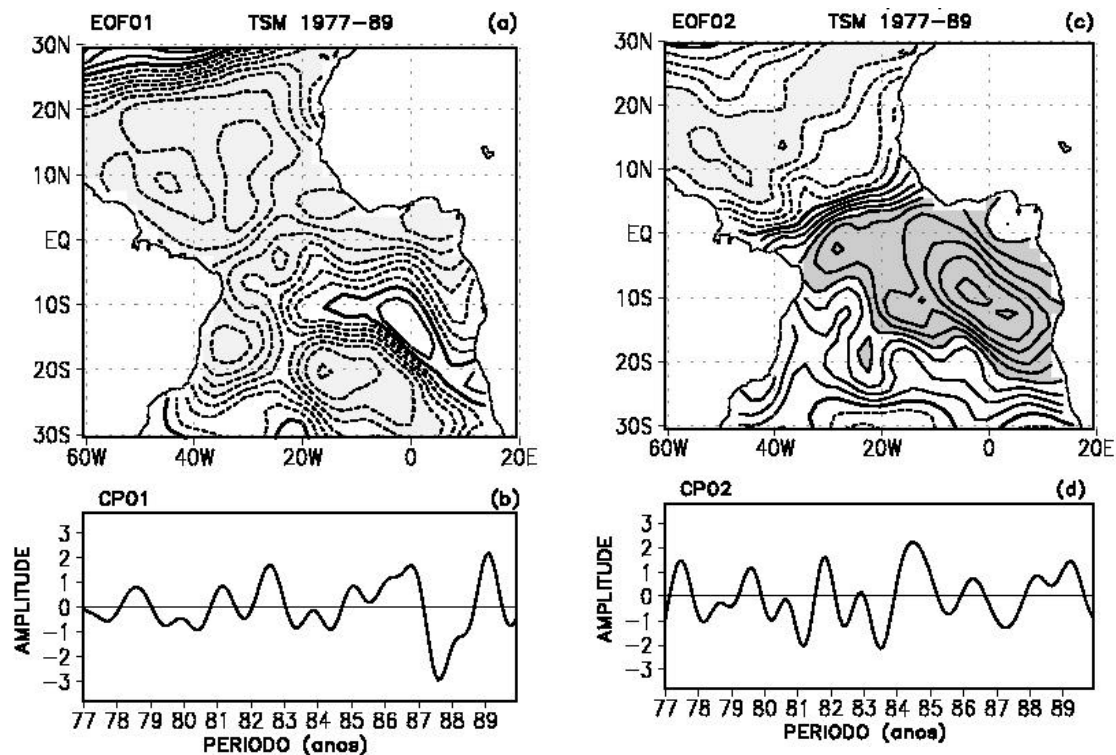 EOF01 TSM 1977-89 (a)
30N
20N
10N
EQ
10S
20S
30S
60W 40W 20W 0 20E
CP01 (b)
AMPLITUDE
3
2
1
0
-1
-2
-3
77 78 79 80 81 82 83 84 85 86 87 88 89
PERIODO (anos)
EOF02 TSM 1977-89 (c)
30N
20N
10N
EQ
10S
20S
30S
60W 40W 20W 0 20E
CP02 (d)
AMPLITUDE
3
2
1
0
-1
-2
-3
77 78 79 80 81 82 83 84 85 86 87 88 89
PERIODO (anos)